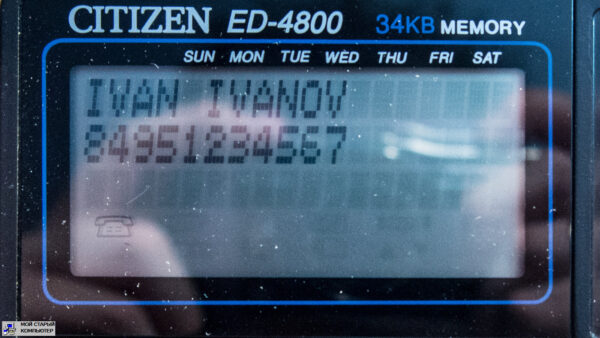 CITIZEN ED-4800 34KB MEMORY
SUN MON TUE WED THU FRI SAT
IVAN IVANOV
84951234567
МОЙ СТАРЫЙ
КОМПЬЮТЕР